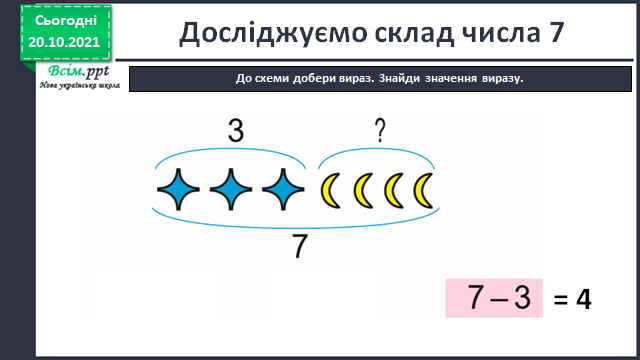 Сьогодні
20.10.2021
Всім.ppt
Нова українська школа
Досліджуємо склад числа 7
До схеми добери вираз. Знайди значення виразу.
3 ?
7
7 – 3 = 4